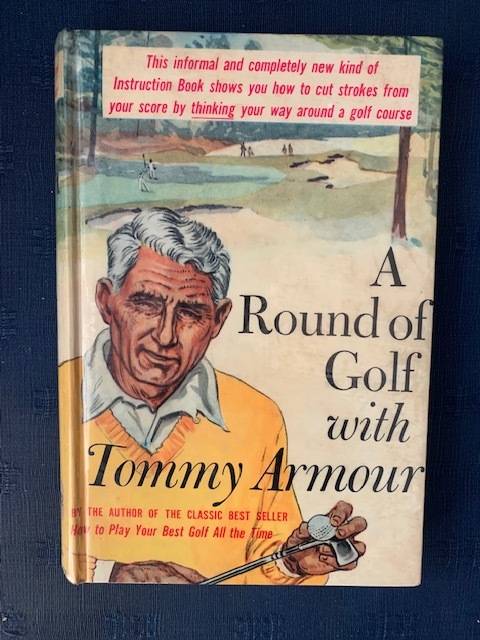 This informal and completely new kind of
Instruction Book shows you how to cut strokes from
your score by thinking your way around a golf course
A
Round of
Golf
with
Tommy Armour
BY THE AUTHOR OF THE CLASSIC BEST SELLER
How to Play Your Best Golf All the Time